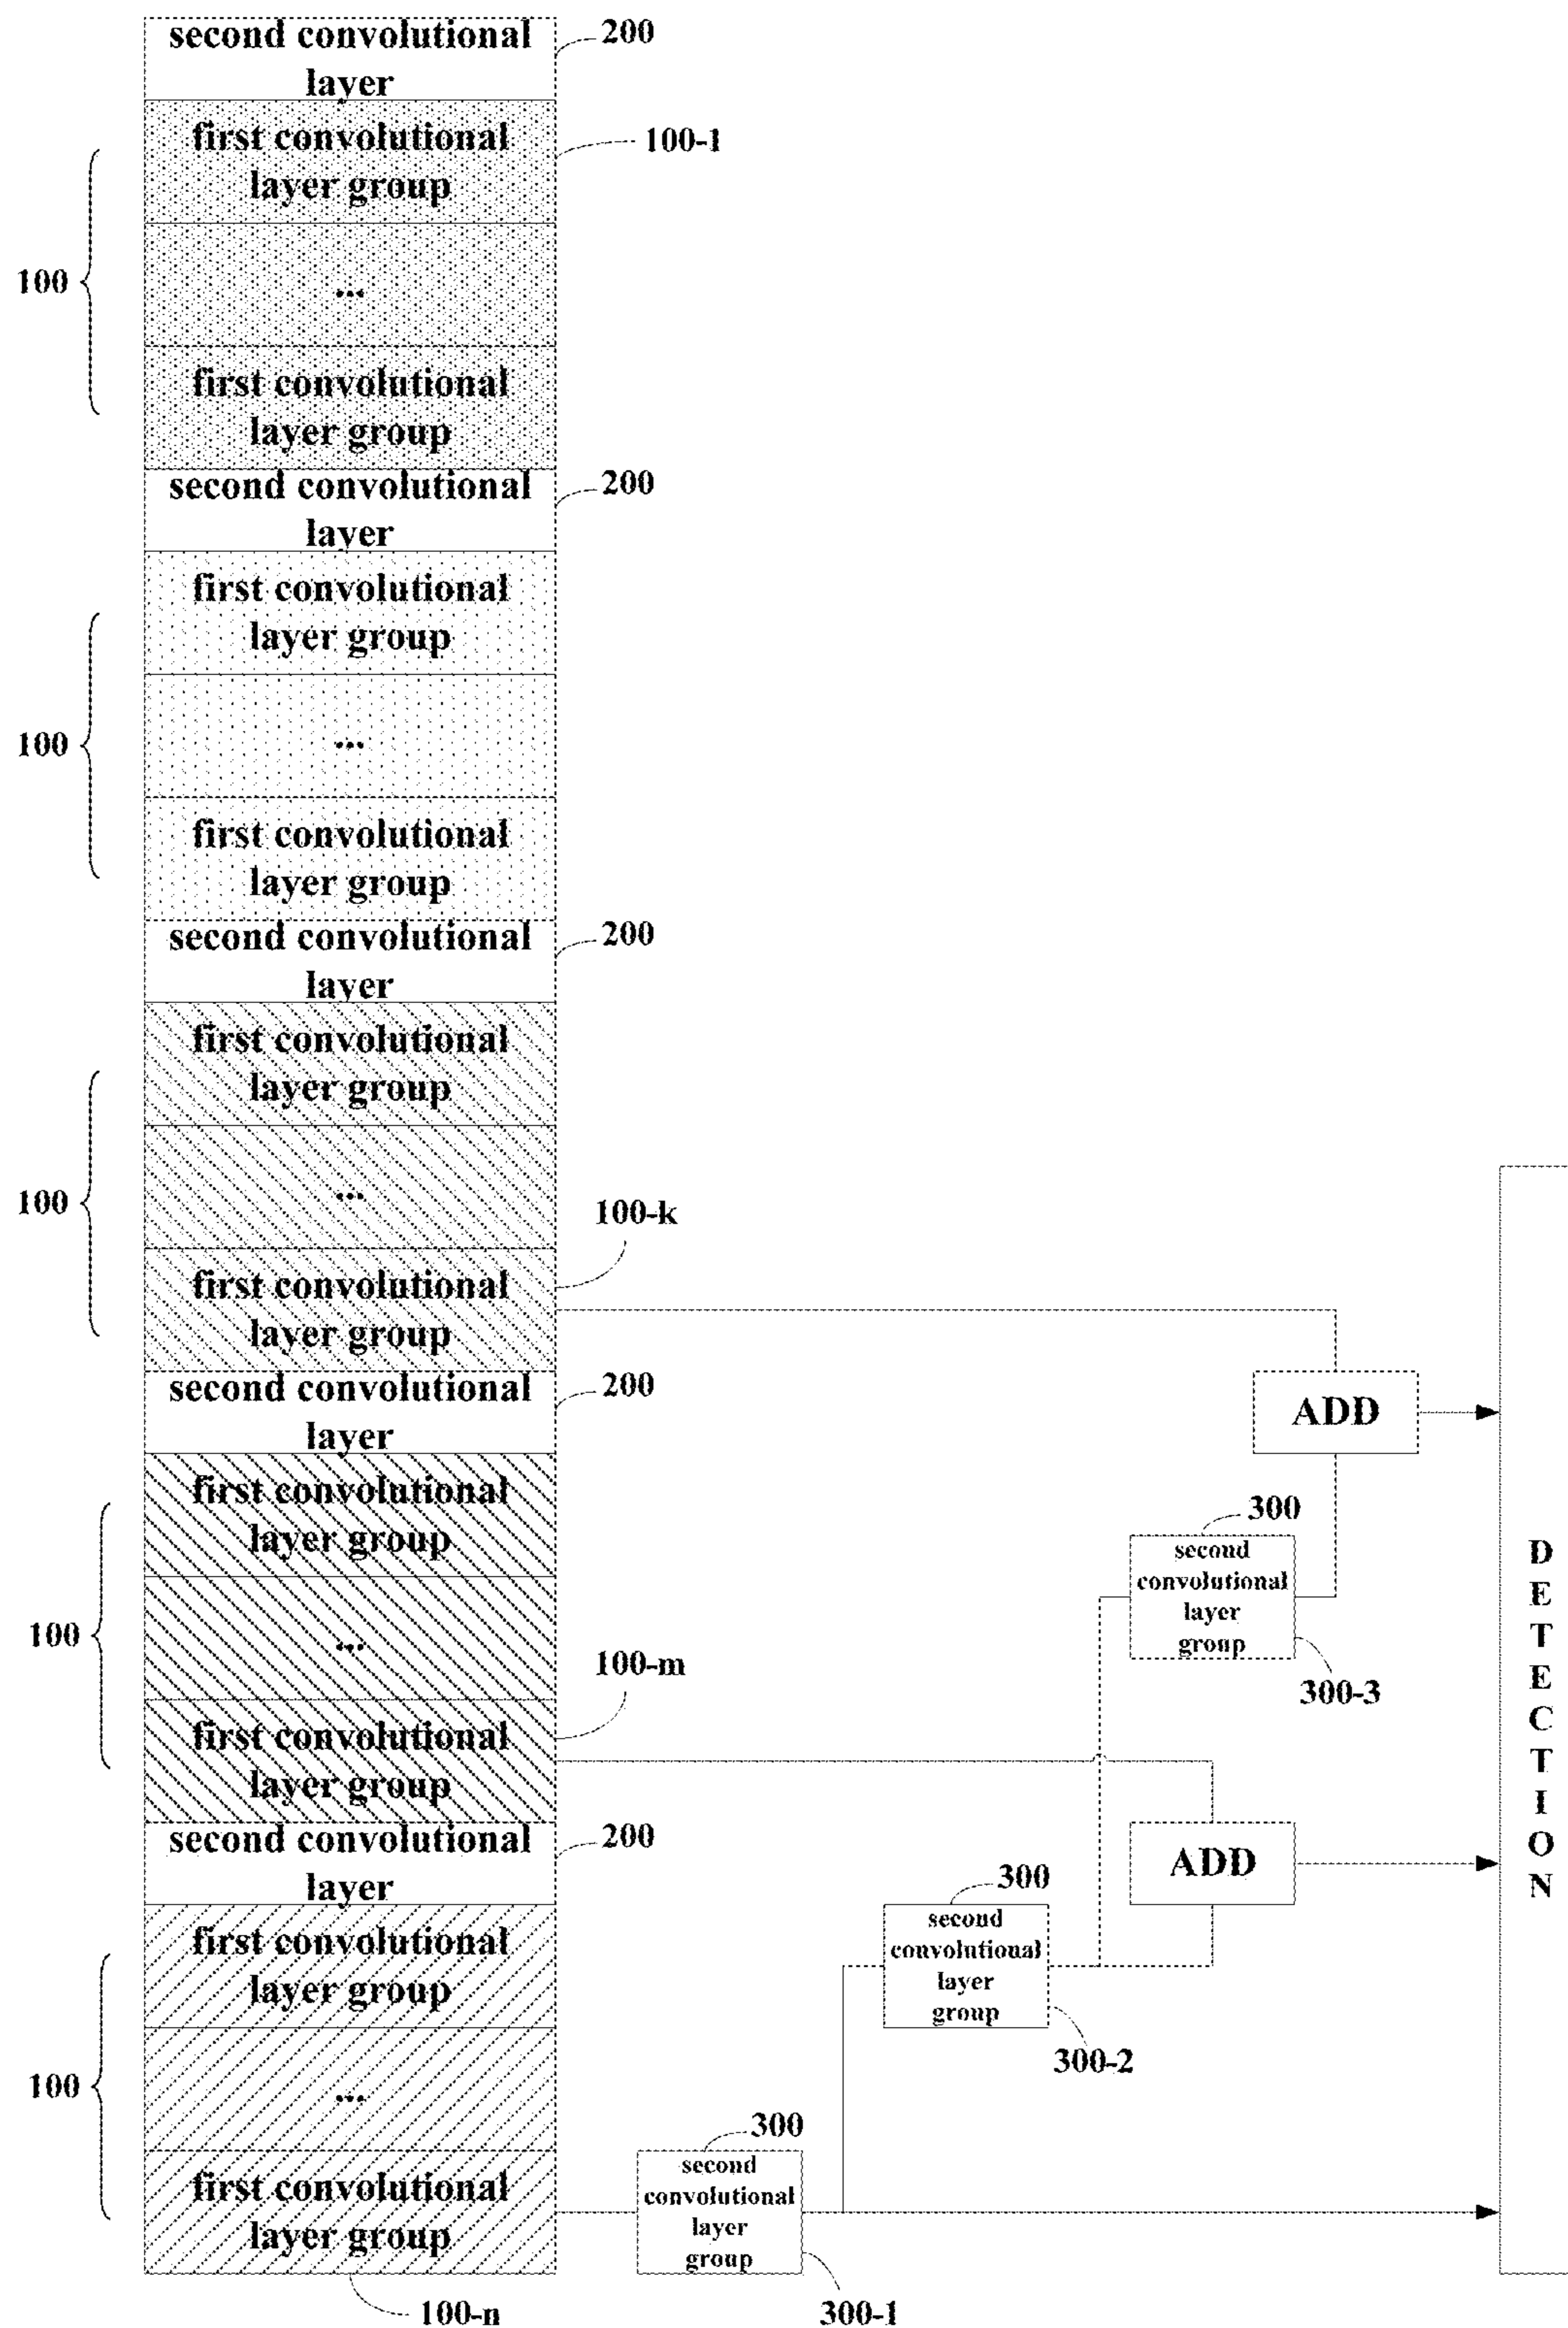 second convolutional
layer
200
first convolutional
layer group
100-1
100
...
first convolutional
layer group
second convolutional
layer
200
first convolutional
layer group
100
...
first convolutional
layer group
second convolutional
layer
200
first convolutional
layer group
100
...
100-k
first convolutional
layer group
second convolutional
layer
200
ADD
first convolutional
layer group
300
second
convolutional
layer
group
300-3
100
...
100-m
first convolutional
layer group
second convolutional
layer
200
ADD
300
second
convolutional
layer
group
300-2
first convolutional
layer group
100
...
first convolutional
layer group
100-n
300
second
convolutional
layer
group
300-1
DETECTION